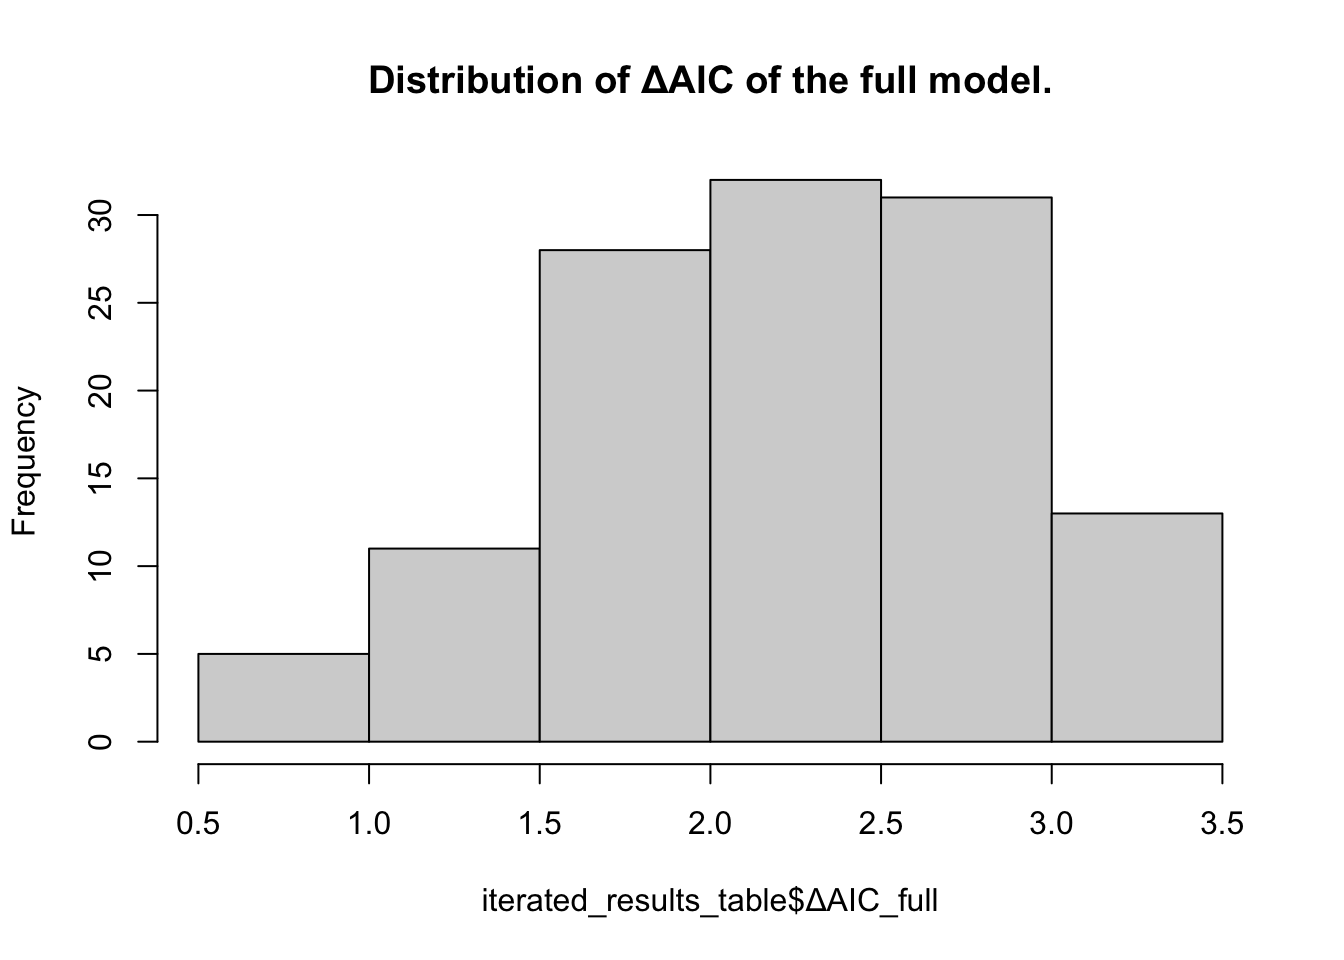 Distribution of ΔAIC of the full model.
Frequency
30
25
20
15
10
5
0
0.5 1.0 1.5 2.0 2.5 3.0 3.5
iterated_results_table$ΔAIC_full